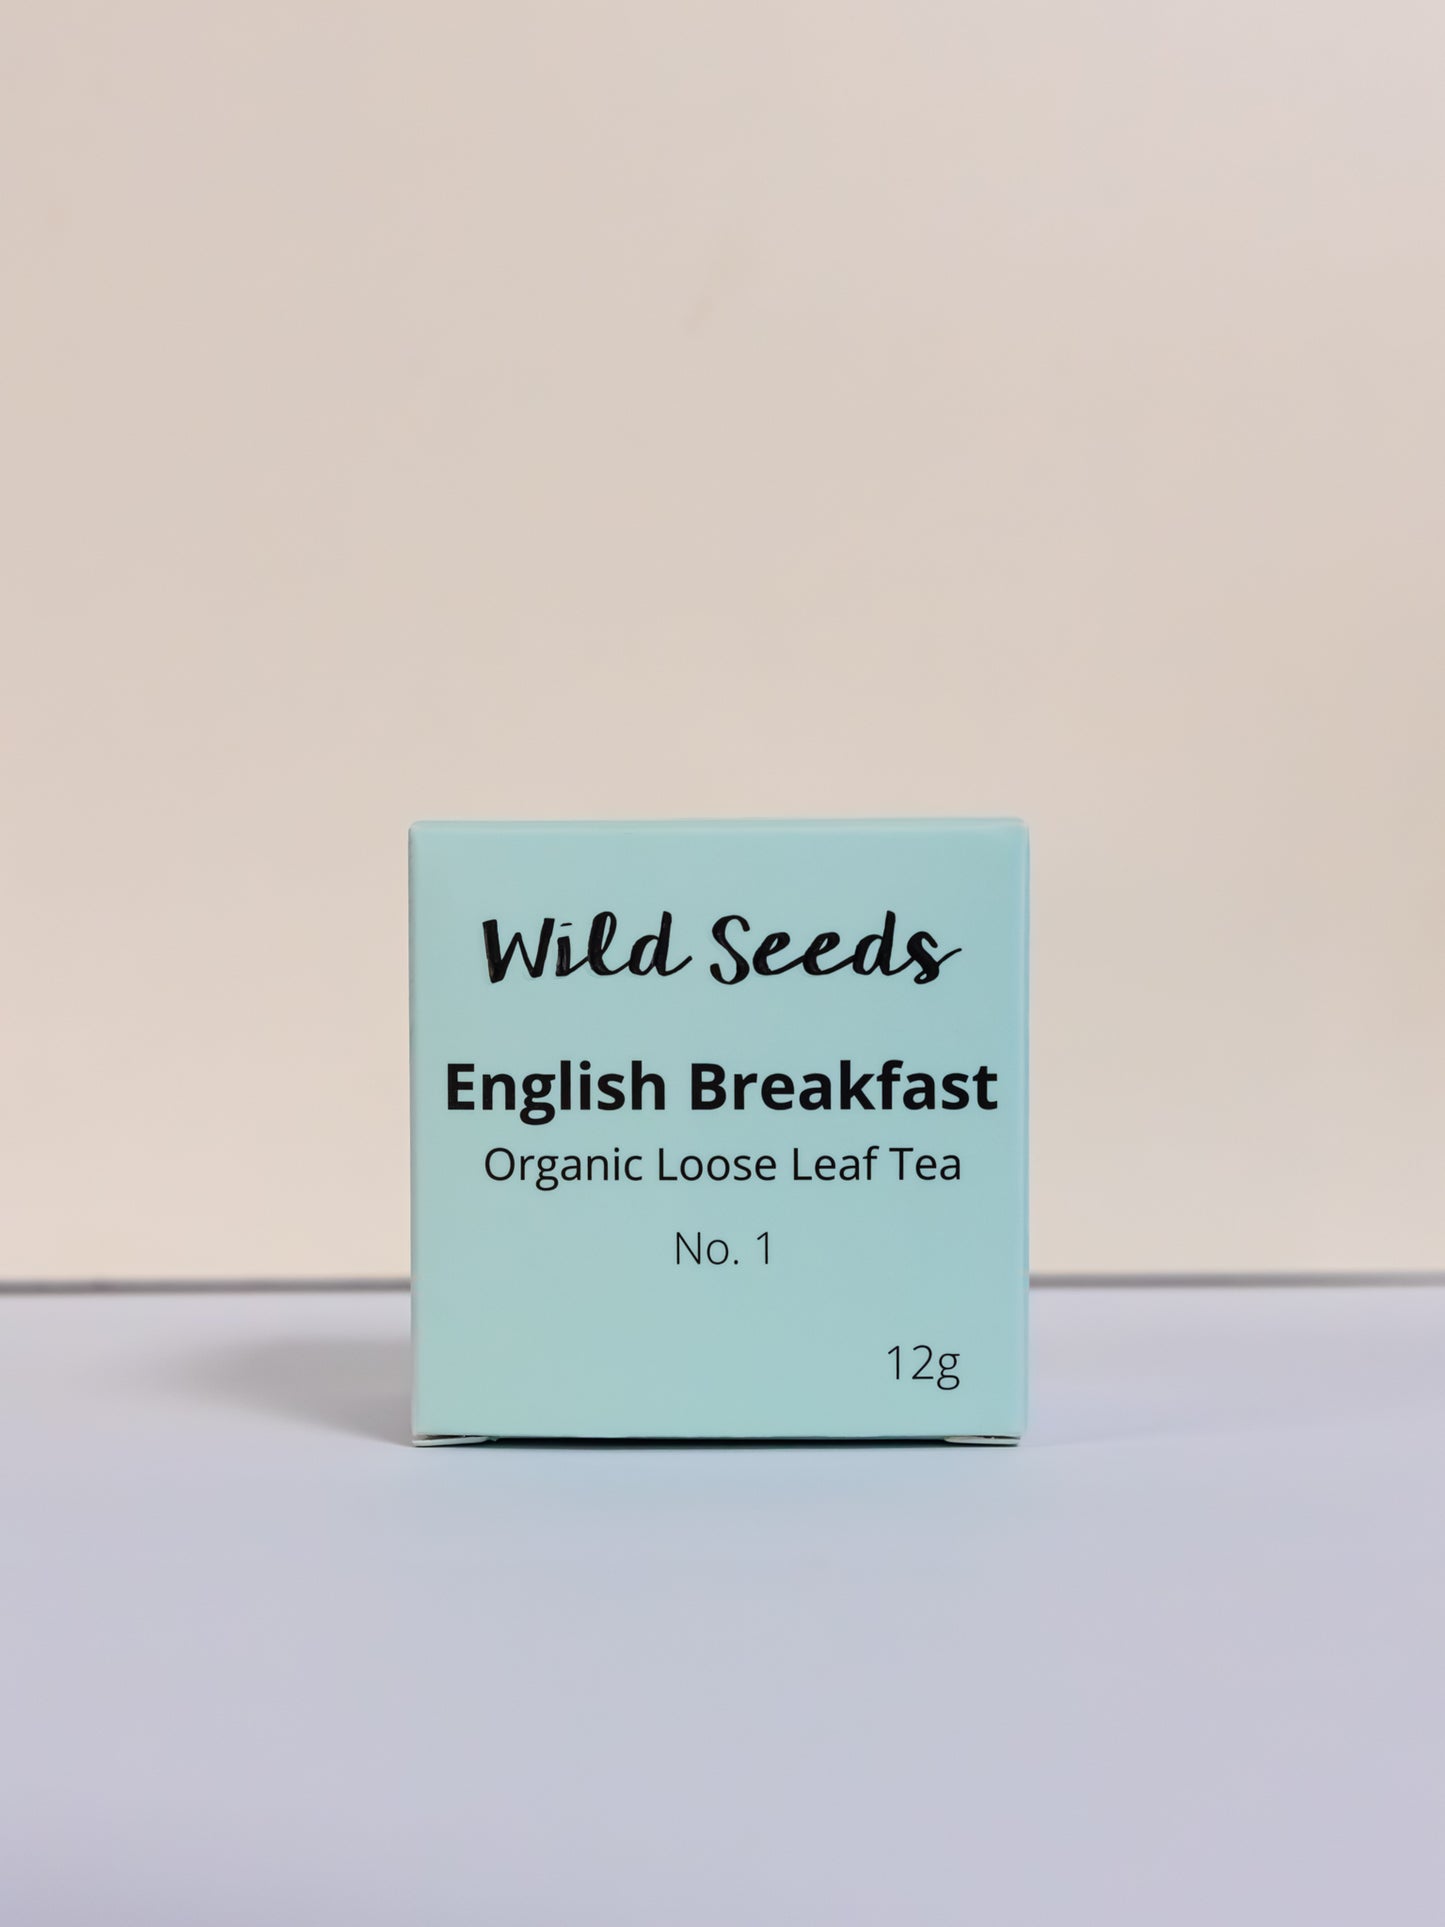 Wild Seeds
English Breakfast
Organic Loose Leaf Tea
No. 1
12g